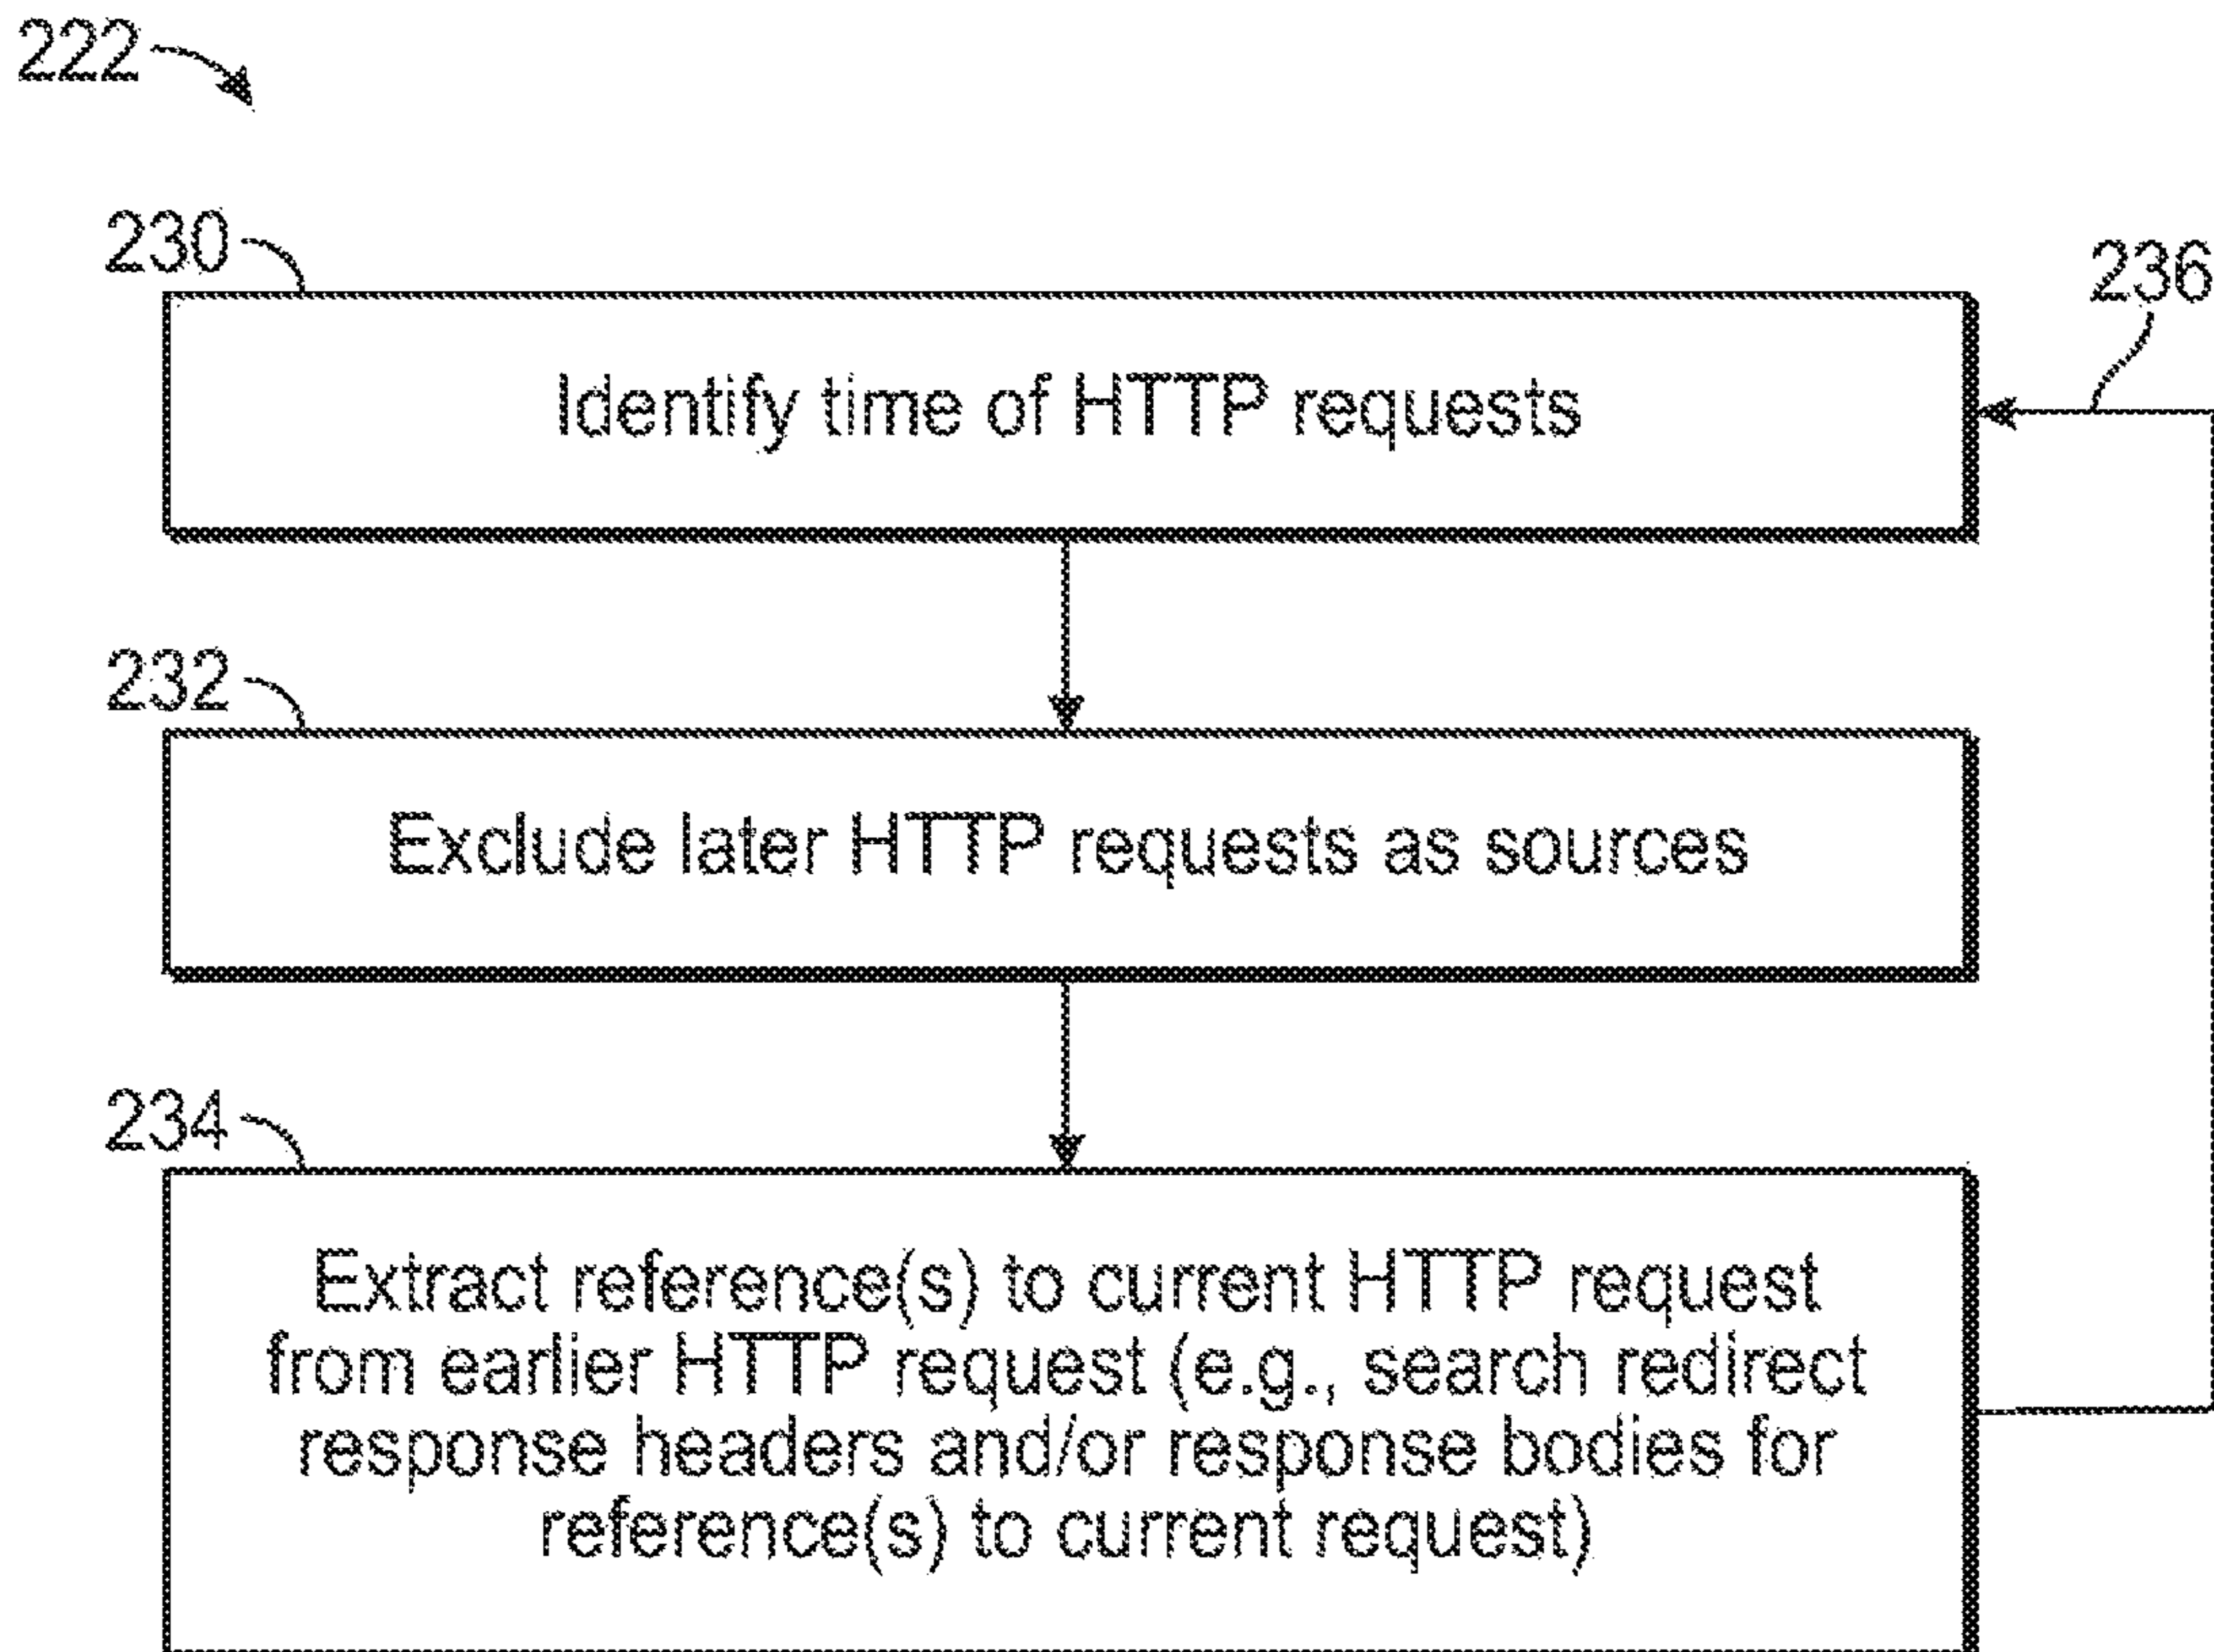 222
230
236
Identify time of HTTP requests
232
Exclude later HTTP requests as sources
234
Extract reference(s) to current HTTP request
from earlier HTTP request (e.g., search redirect
response headers and/or response bodies for
reference(s) to current request)